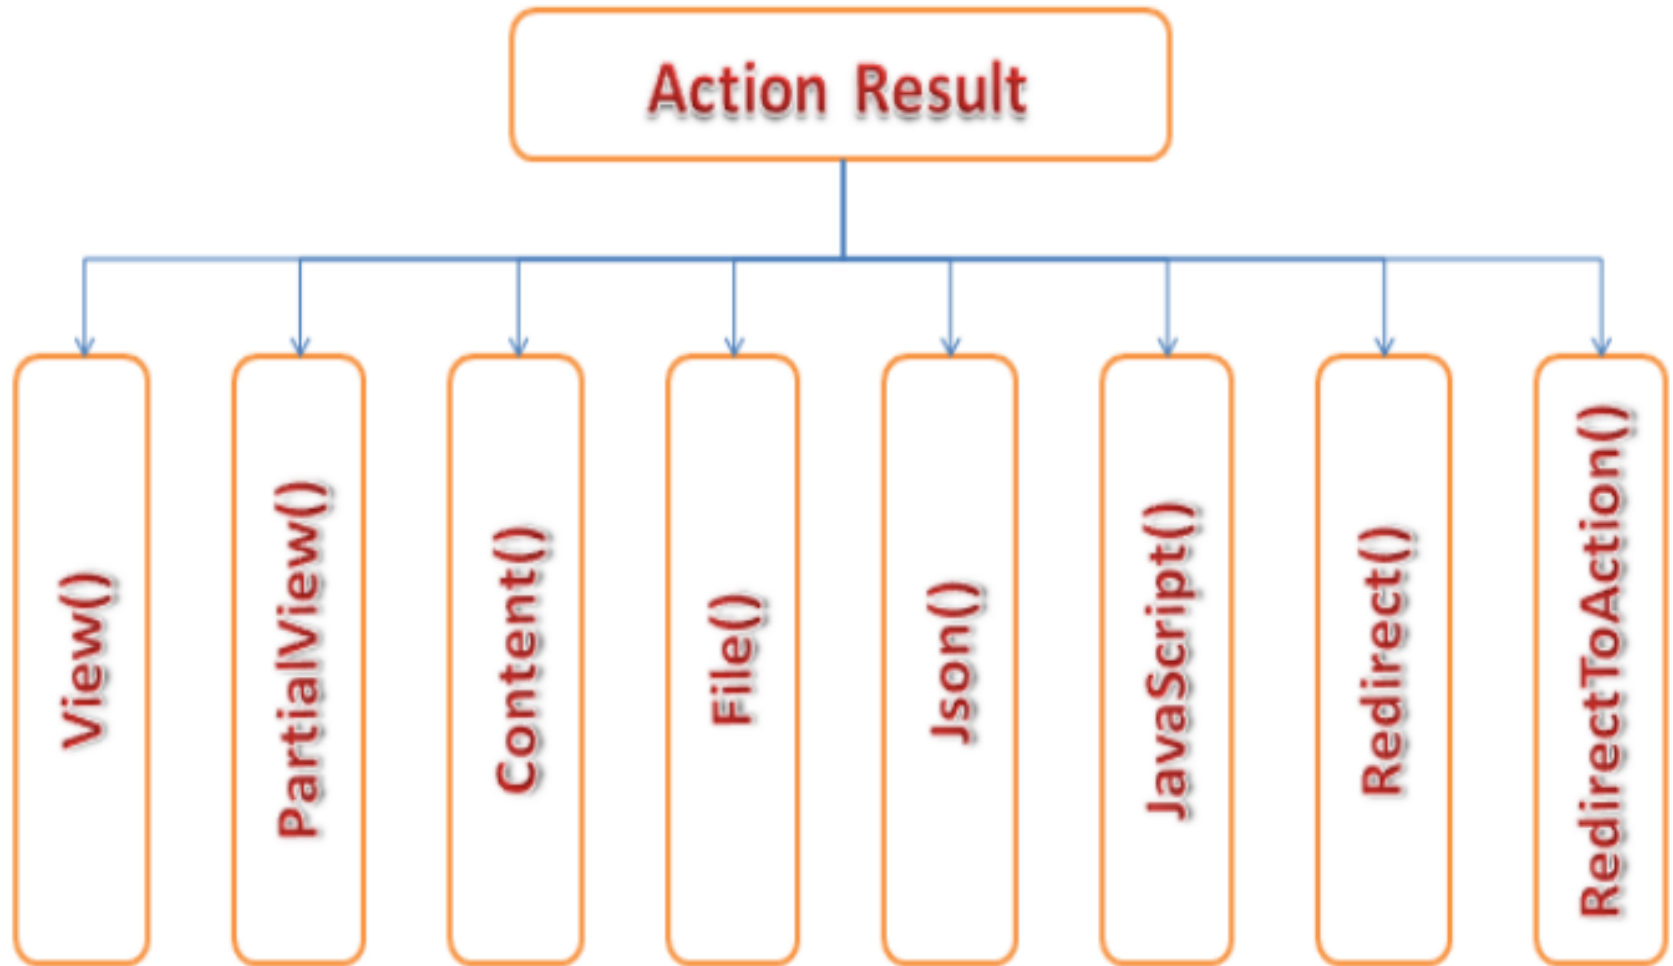 Action Result
View()
PartialView()
Content()
File()
Json()
JavaScript()
Redirect()
RedirectToAction()